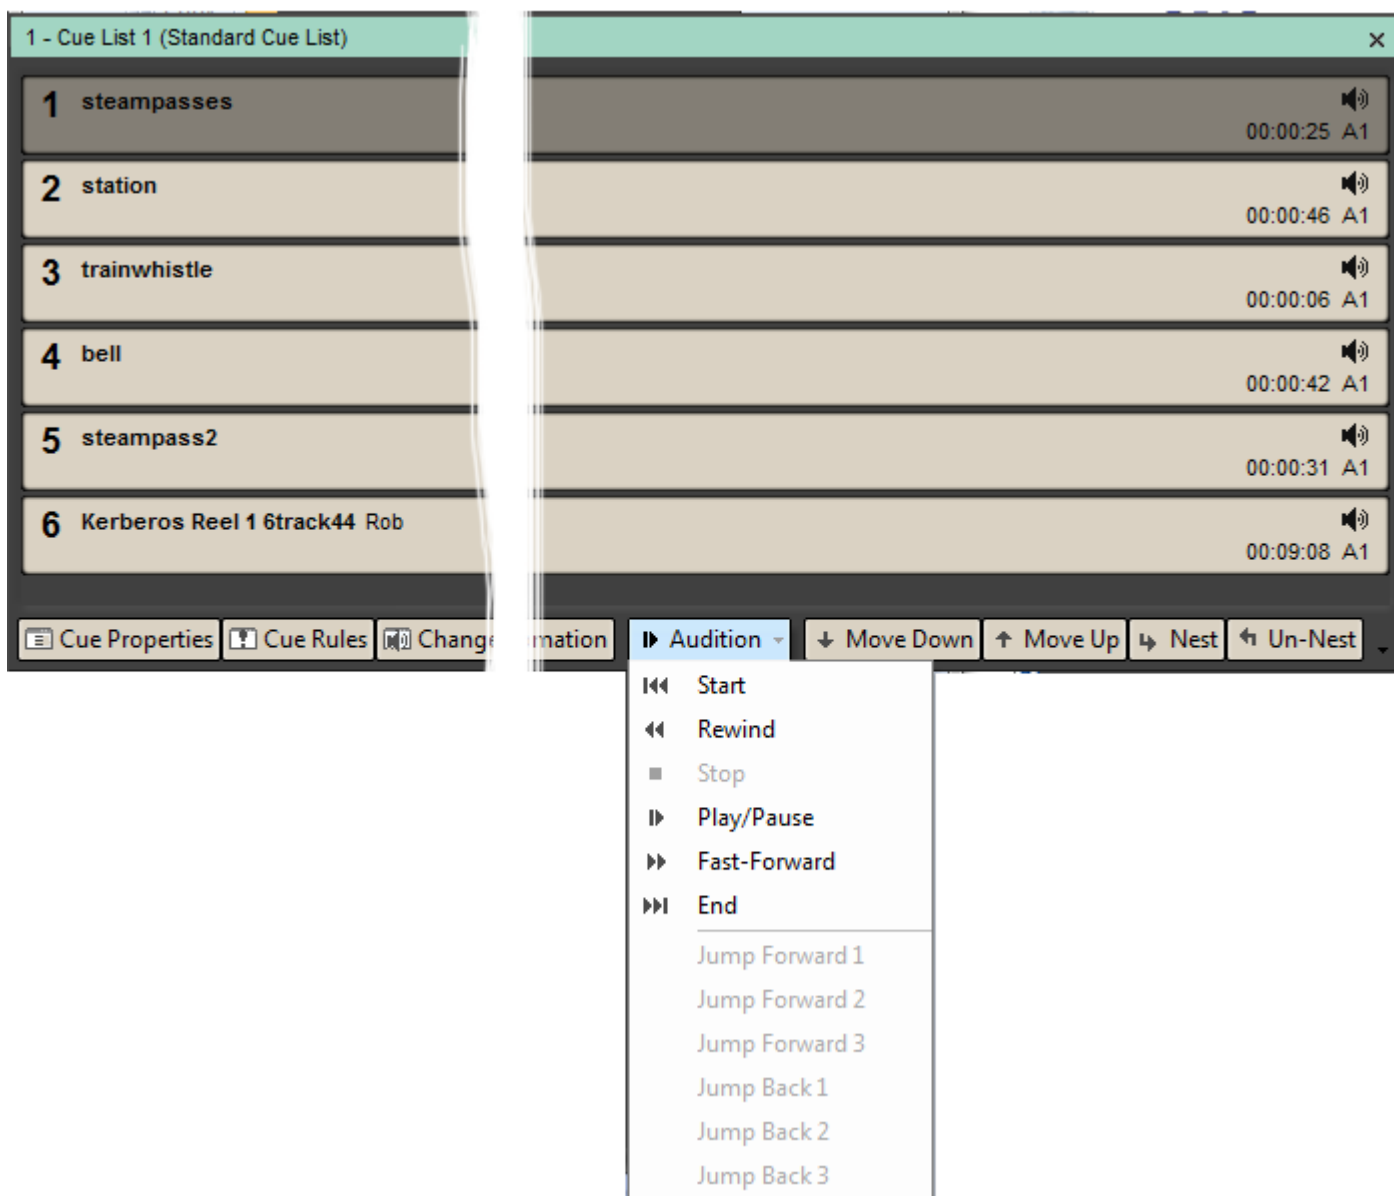 1 - Cue List 1 (Standard Cue List)
1 steampasses
00:00:25 A1
2 station
00:00:46 A1
3 trainwhistle
00:00:06 A1
4 bell
00:00:42 A1
5 steampass2
00:00:31 A1
6 Kerberos Reel 1 6track44 Rob
00:09:08 A1
Cue Properties Cue Rules Change mation Audition Move Down Move Up Nest Un-Nest
Start
Rewind
Stop
Play/Pause
Fast-Forward
End
Jump Forward 1
Jump Forward 2
Jump Forward 3
Jump Back 1
Jump Back 2
Jump Back 3